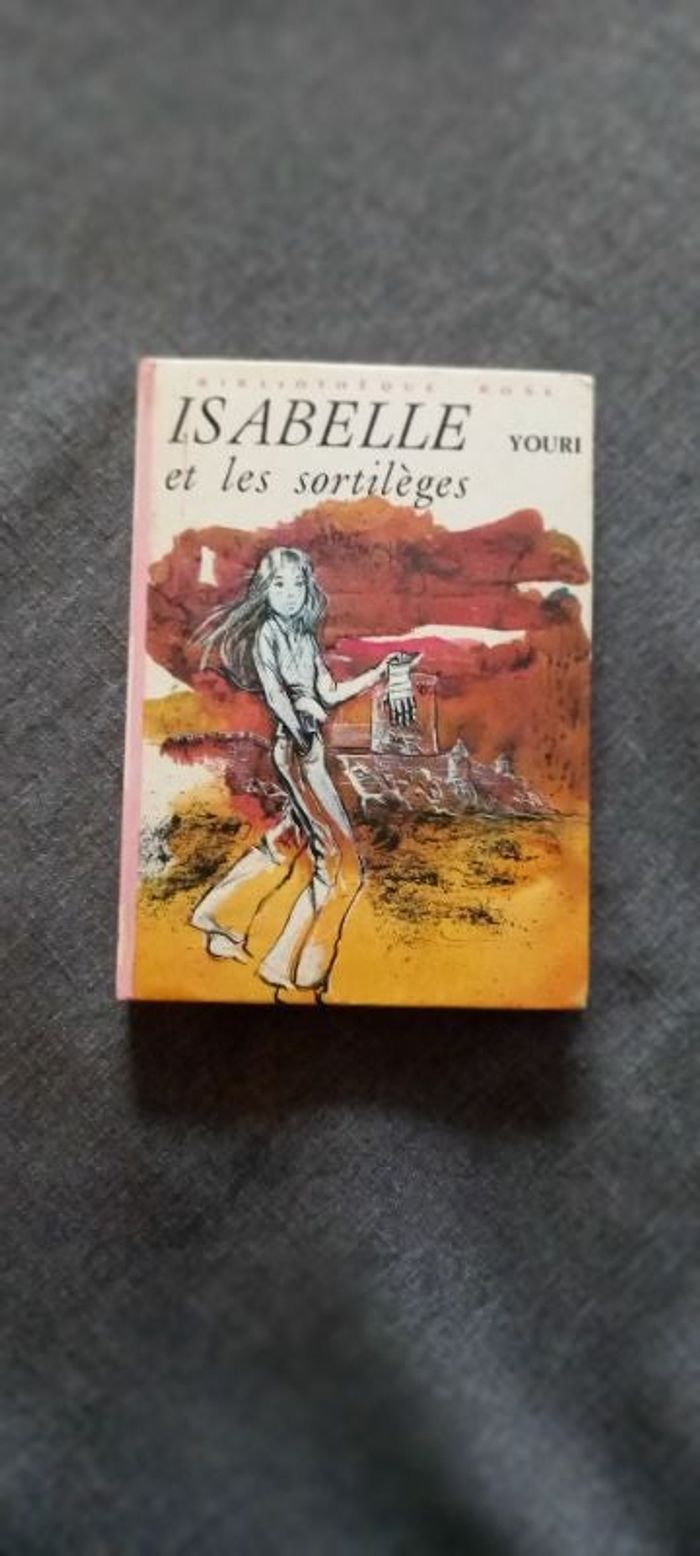 BIBLIOTHÈQUE ROSE
ISABELLE
YOURI
et les sortilèges